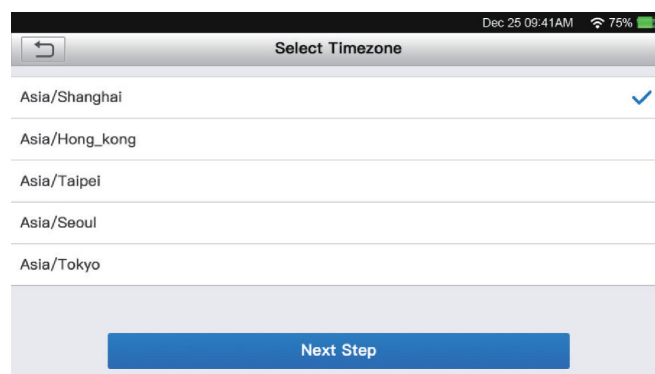 Dec 25 09:41AM 75%
Select Timezone
Asia/Shanghai
Asia/Hong_kong
Asia/Taipei
Asia/Seoul
Asia/Tokyo
Next Step